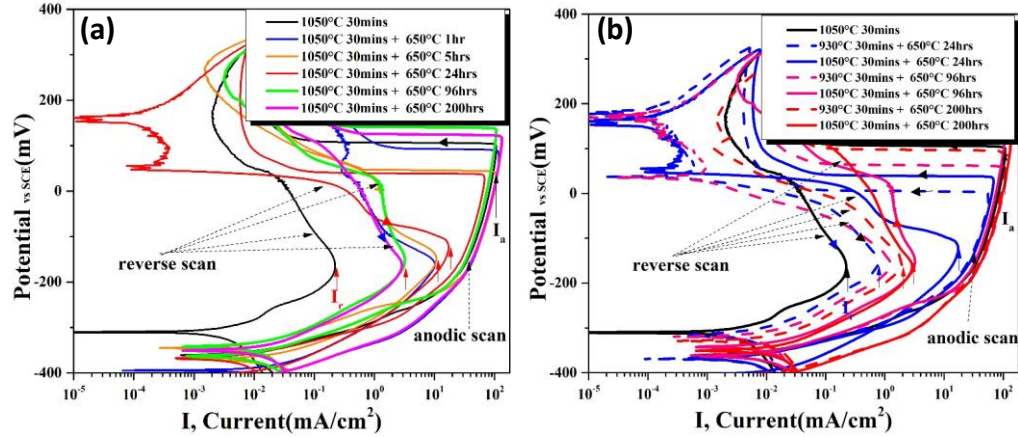 (a)
1050°C 30mins
1050°C 30mins + 650°C 1hr
1050°C 30mins + 650°C 5hrs
1050°C 30mins + 650°C 24hrs
1050°C 30mins + 650°C 96hrs
1050°C 30mins + 650°C 200hrs
400
200
0
-200
-400
Potential vs SCE(mV)
reverse scan
Ir
Ia
anodic scan
10-5 10-4 10-3 10-2 10-1 100 101 102
I, Current(mA/cm2)
(b)
1050°C 30mins
930°C 30mins + 650°C 24hrs
1050°C 30mins + 650°C 24hrs
930°C 30mins + 650°C 96hrs
1050°C 30mins + 650°C 96hrs
930°C 30mins + 650°C 200hrs
1050°C 30mins + 650°C 200hrs
400
200
0
-200
-400
Potential vs SCE(mV)
reverse scan
Ia
anodic scan
10-5 10-4 10-3 10-2 10-1 100 101 102
I, Current(mA/cm2)